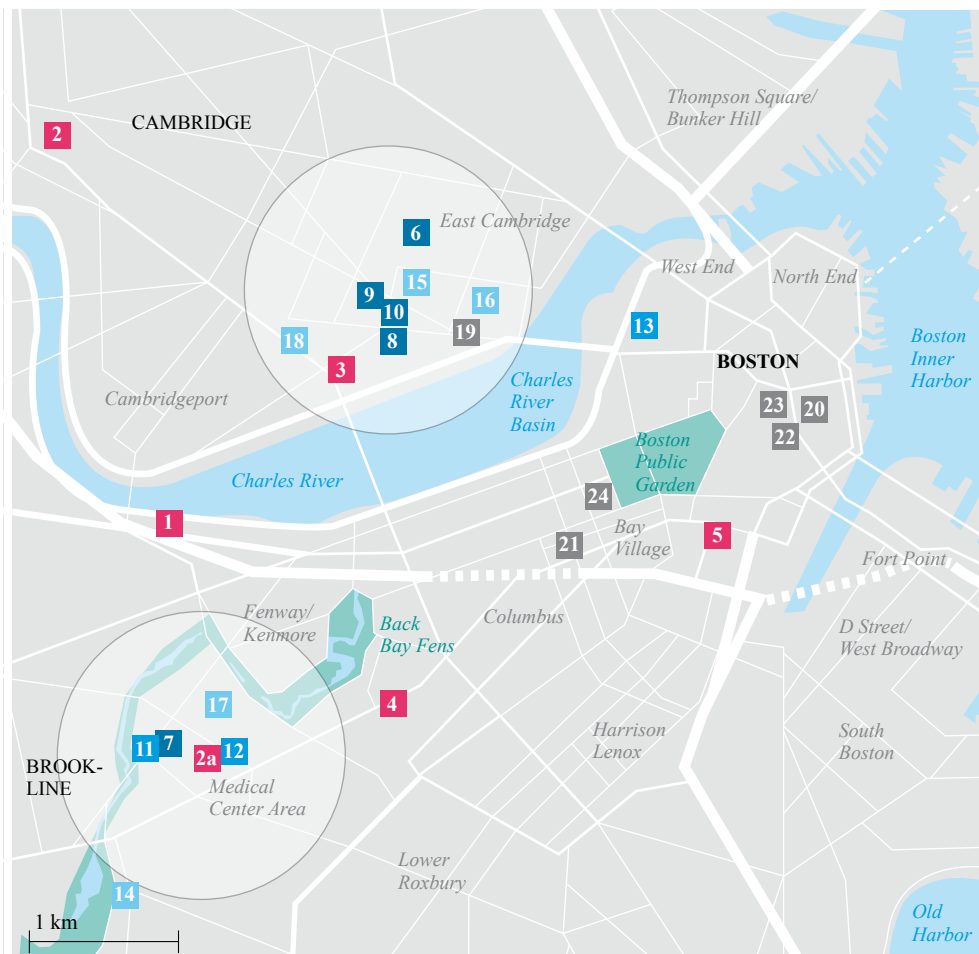 Thompson Square/
Bunker Hill
CAMBRIDGE
2
East Cambridge
6
West End
North End
15
9
16
10
13
19
18
8
Boston
Inner
Harbor
BOSTON
3
Charles
River
Basin
Cambridgeport
23
20
22
Boston
Public
Garden
Charles River
24
1
Bay
Village
5
21
Fort Point
Fenway/
Kenmore
Columbus
Back
Bay Fens
D Street/
West Broadway
17
4
Harrison
Lenox
South
Boston
11
7
2a
12
BROOK-
LINE
Medical
Center Area
Lower
Roxbury
14
1 km
Old
Harbor